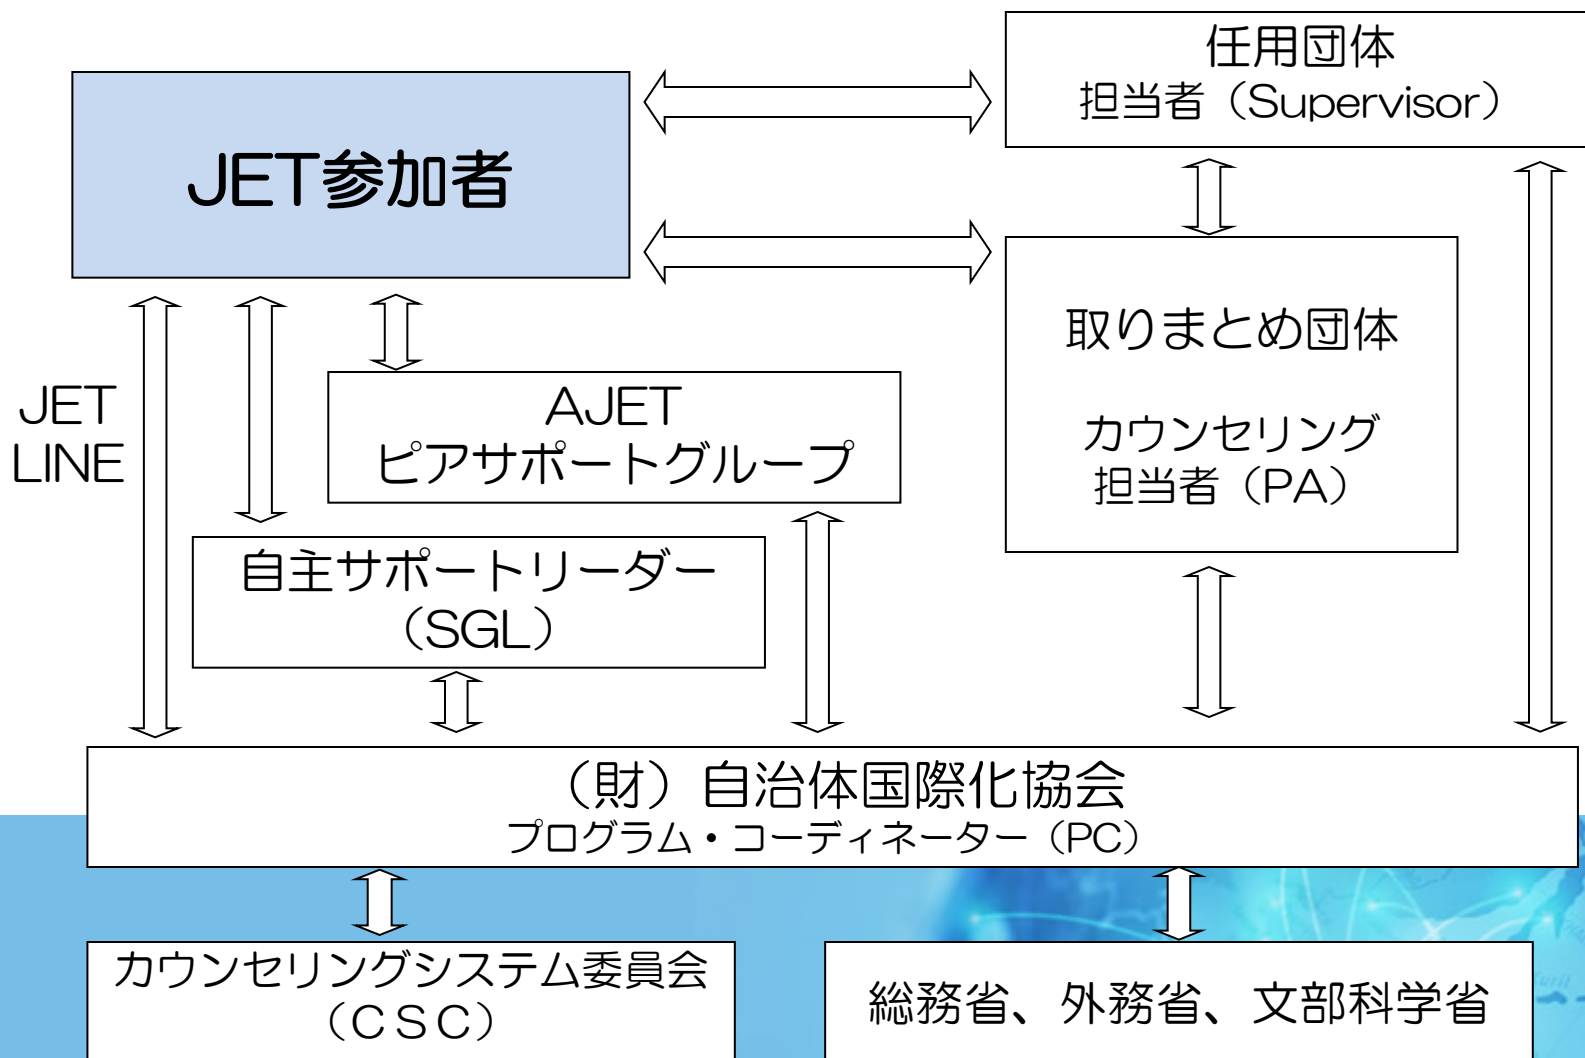 任用団体
担当者（Supervisor）
JET参加者
取りまとめ団体
カウンセリング
担当者（PA）
JET
LINE
AJET
ピアサポートグループ
自主サポートリーダー
（SGL）
（財）自治体国際化協会
プログラム・コーディネーター（PC）
カウンセリングシステム委員会
（ＣＳＣ）
総務省、外務省、文部科学省